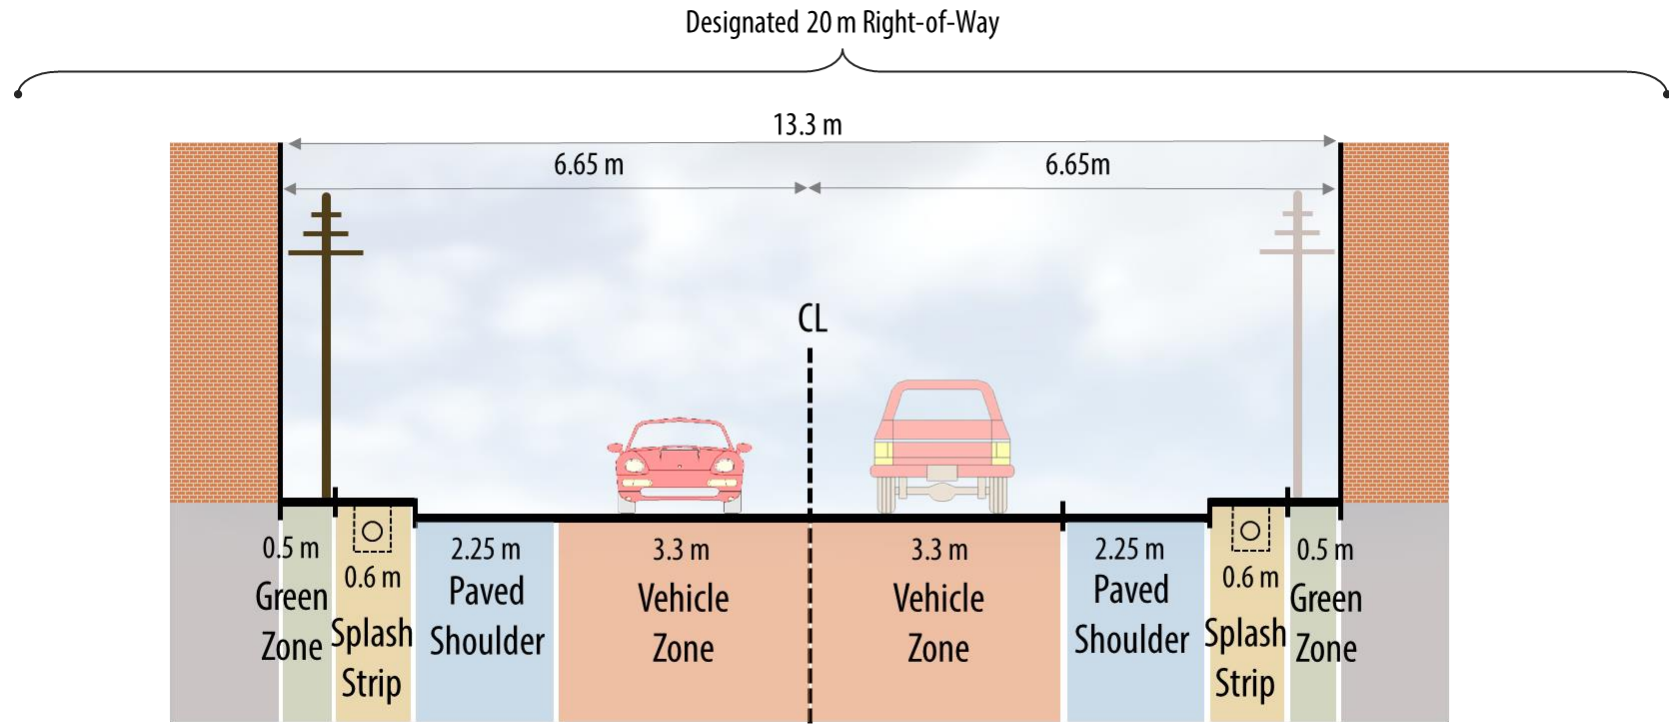 Designated 20 m Right-of-Way
13.3 m
6.65 m
6.65m
CL
0.5 m
Green
Zone
0.6 m
Splash
Strip
2.25 m
Paved
Shoulder
3.3 m
Vehicle
Zone
3.3 m
Vehicle
Zone
2.25 m
Paved
Shoulder
0.6 m
Splash
Strip
0.5 m
Green
Zone